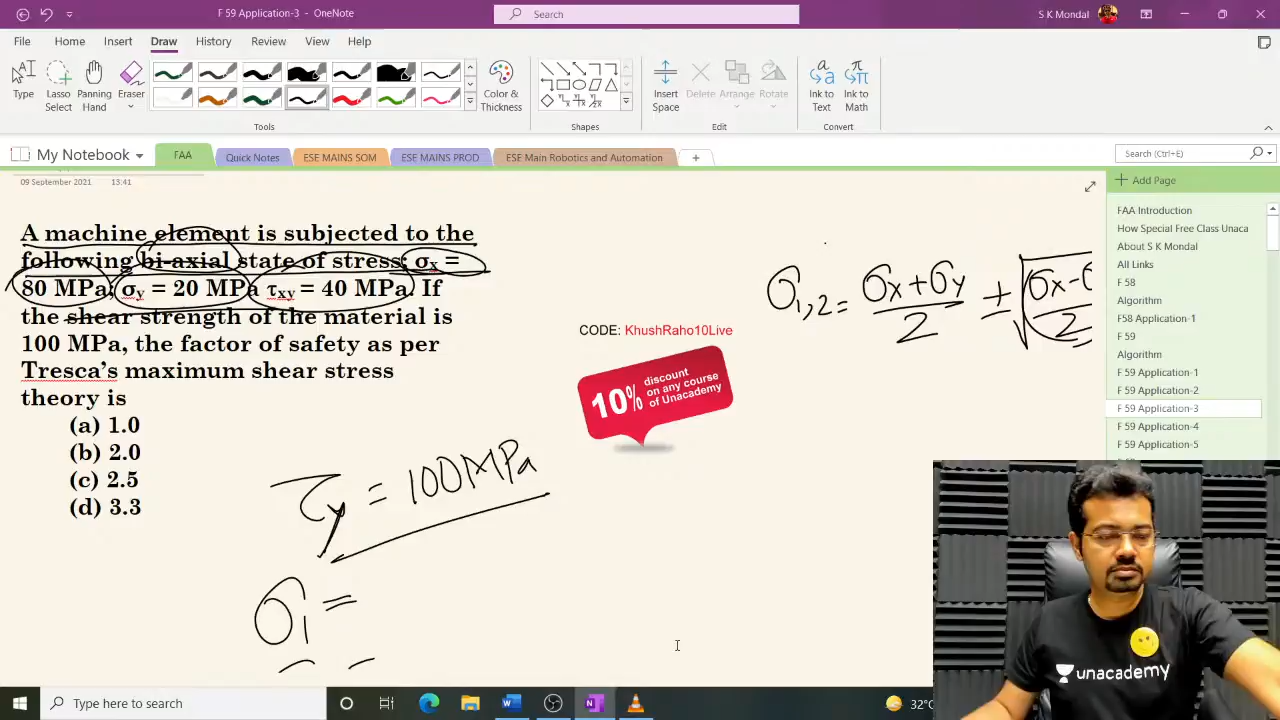 F 59 Application-3 - OneNote
Search
S K Mondal
File Home Insert Draw History Review View Help
Type
Lasso Select
Panning Hand
Eraser
Color & Thickness
Insert Space
Delete
Arrange
Rotate
Ink to Text
Ink to Math
Tools
Shapes
Edit
Convert
My Notebook
FAA
Quick Notes
ESE MAINS SOM
ESE MAINS PROD
ESE Main Robotics and Automation
Search (Ctrl+E)
09 September 2021 13:41
Add Page
A machine element is subjected to the
following bi-axial state of stress; σx =
80 MPa; σy = 20 MPa τxy = 40 MPa. If
the shear strength of the material is
100 MPa, the factor of safety as per
Tresca's maximum shear stress
theory is
(a) 1.0
(b) 2.0
(c) 2.5
(d) 3.3
τy = 100MPa
σ1 =
CODE: KhushRaho10Live
10% discount
on any course
of Unacademy
σ1,2 = σx+σy/2 ± √σx-σ/2
FAA Introduction
How Special Free Class Unaca
About S K Mondal
All Links
F 58
Algorithm
F58 Application-1
F 59
Algorithm
F 59 Application-1
F 59 Application-2
F 59 Application-3
F 59 Application-4
F 59 Application-5
unacademy
Type here to search
32°C